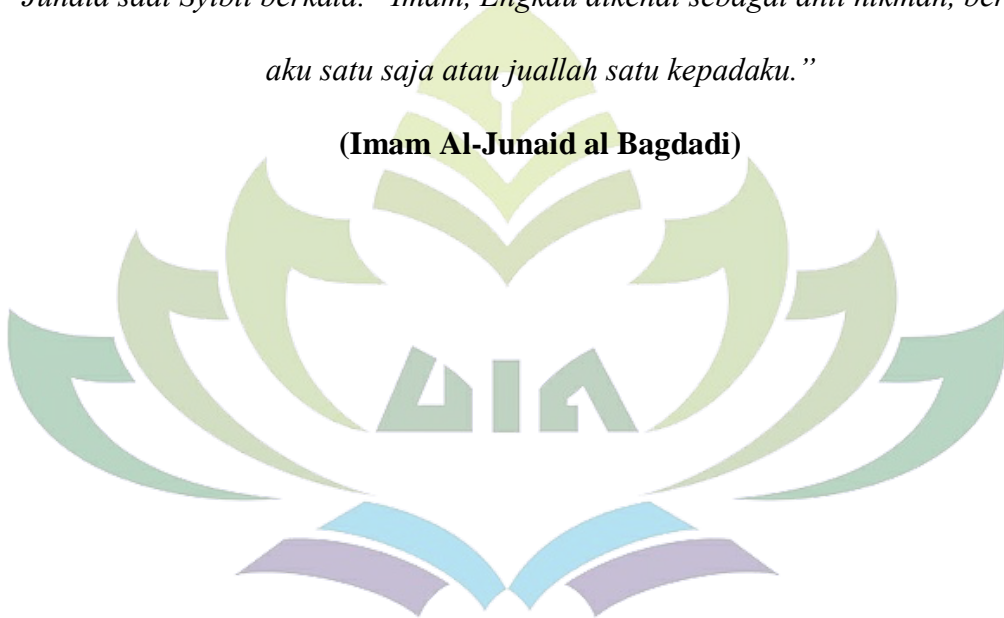 Junaid saat Syibli berkata: “Imam, Engkau dikenal sebagai ahli hikmah,
aku satu saja atau juallah satu kepadaku.”
(Imam Al-Junaid al Bagdadi)
UIN